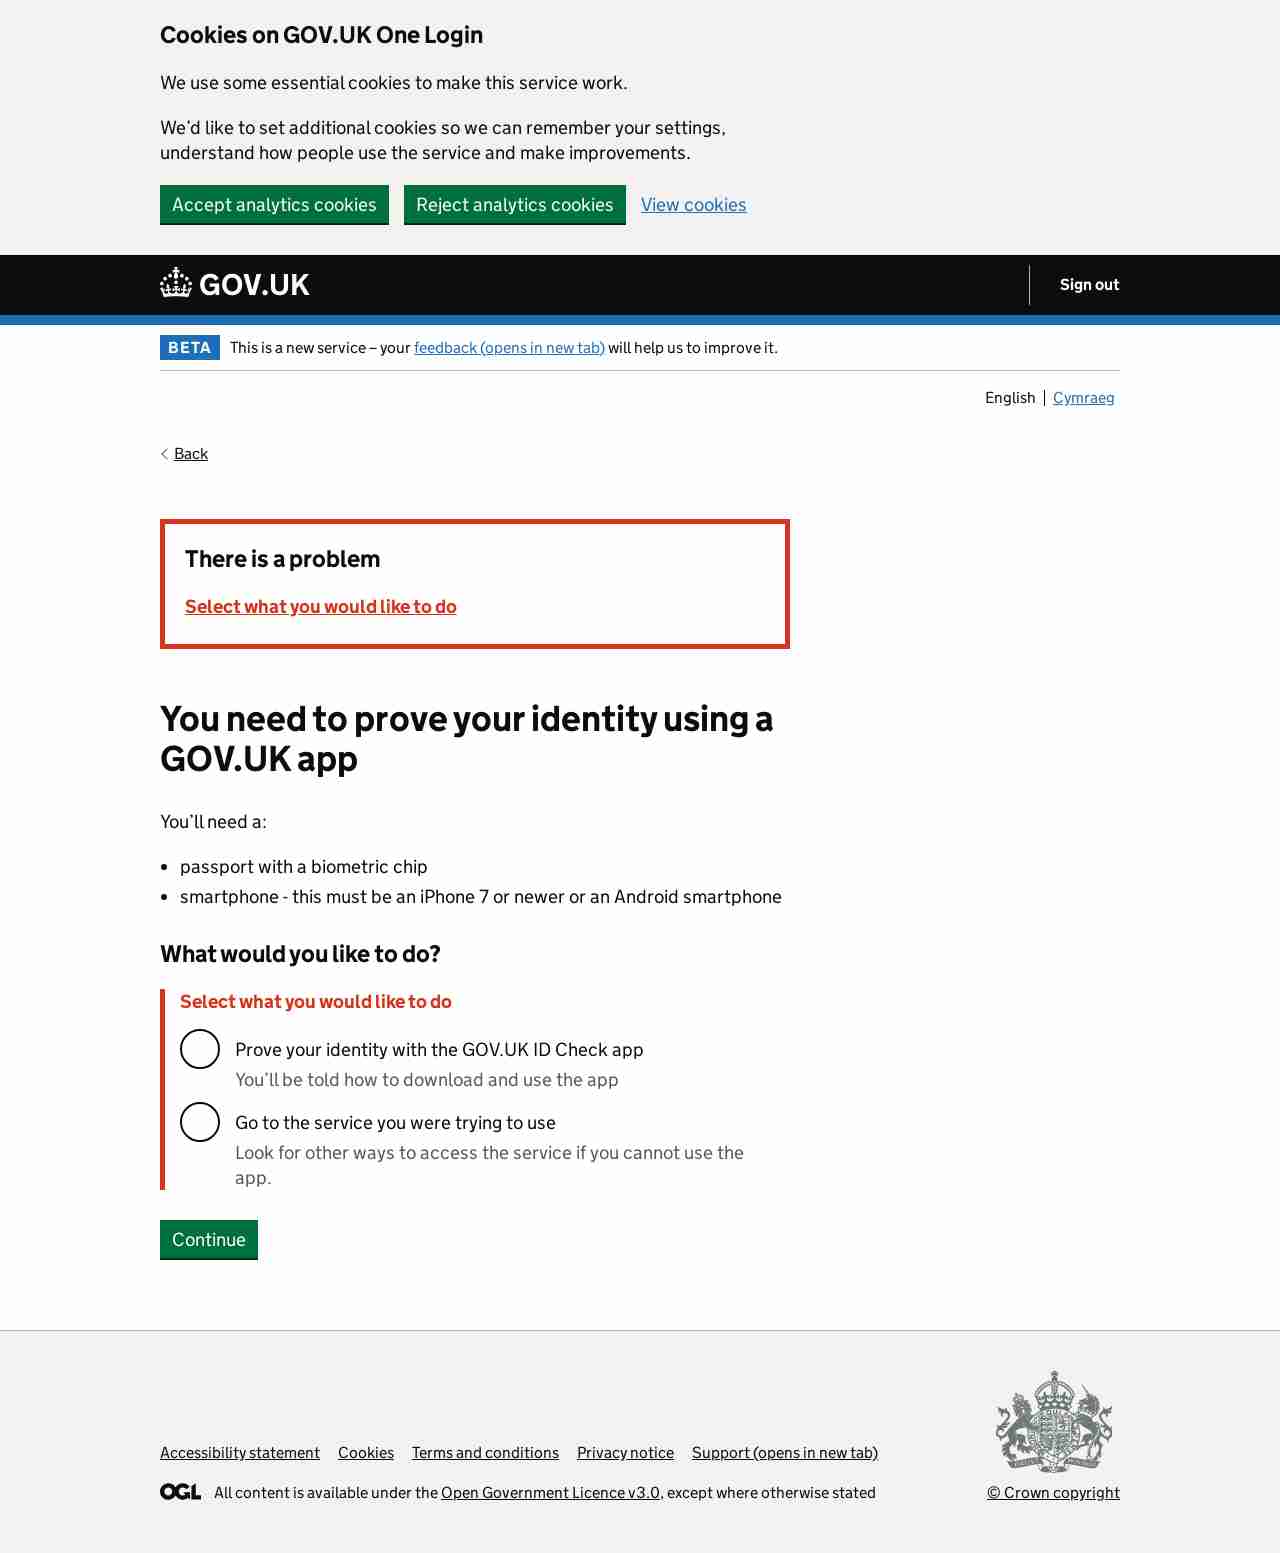 Cookies on GOV.UK One Login
We use some essential cookies to make this service work.
We’d like to set additional cookies so we can remember your settings,
understand how people use the service and make improvements.
Accept analytics cookies Reject analytics cookies View cookies
GOV.UK Sign out
BETA This is a new service – your feedback (opens in new tab) will help us to improve it.
English Cymraeg
Back
There is a problem
Select what you would like to do
You need to prove your identity using a
GOV.UK app
You’ll need a:
• passport with a biometric chip
• smartphone - this must be an iPhone 7 or newer or an Android smartphone
What would you like to do?
Select what you would like to do
Prove your identity with the GOV.UK ID Check app
You’ll be told how to download and use the app
Go to the service you were trying to use
Look for other ways to access the service if you cannot use the
app.
Continue
Accessibility statement Cookies Terms and conditions Privacy notice Support (opens in new tab)
OGL All content is available under the Open Government Licence v3.0, except where otherwise stated
© Crown copyright